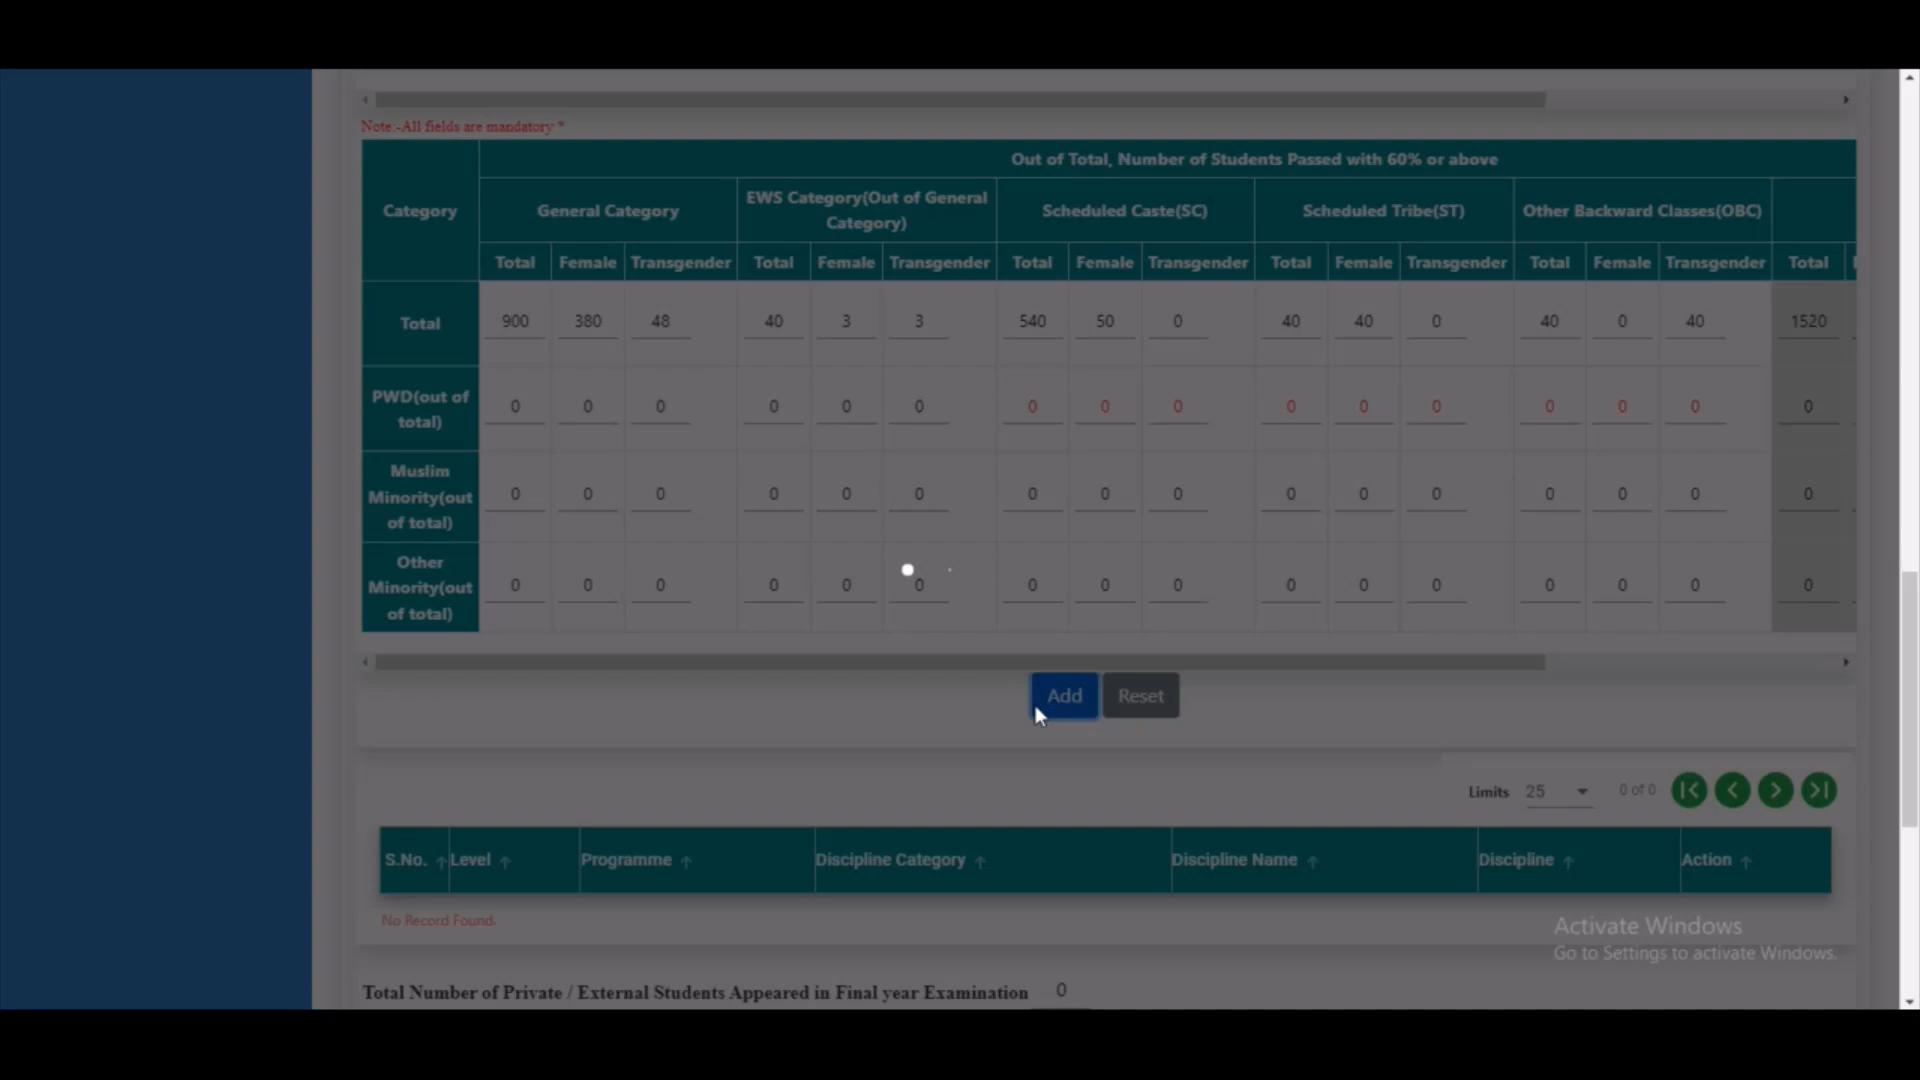 Note:-All fields are mandatory *
Out of Total, Number of Students Passed with 60% or above
Category
General Category
EWS Category(Out of General
Category)
Scheduled Caste(SC)
Scheduled Tribe(ST)
Other Backward Classes(OBC)
Total Female Transgender Total Female Transgender Total Female Transgender Total Female Transgender Total Female Transgender Total
Total 900 380 48 40 3 3 540 50 0 40 40 0 40 0 40 1520
PWD(out of
total)
0 0 0 0 0 0 0 0 0 0 0 0 0 0 0 0
Muslim
Minority(out
of total)
0 0 0 0 0 0 0 0 0 0 0 0 0 0 0 0
Other
Minority(out
of total)
0 0 0 0 0 0 0 0 0 0 0 0 0 0 0 0
Add Reset
Limits 25 0 of 0
S.No. Level Programme Discipline Category Discipline Name Discipline Action
No Record Found.
Activate Windows
Go to Settings to activate Windows.
Total Number of Private / External Students Appeared in Final year Examination 0